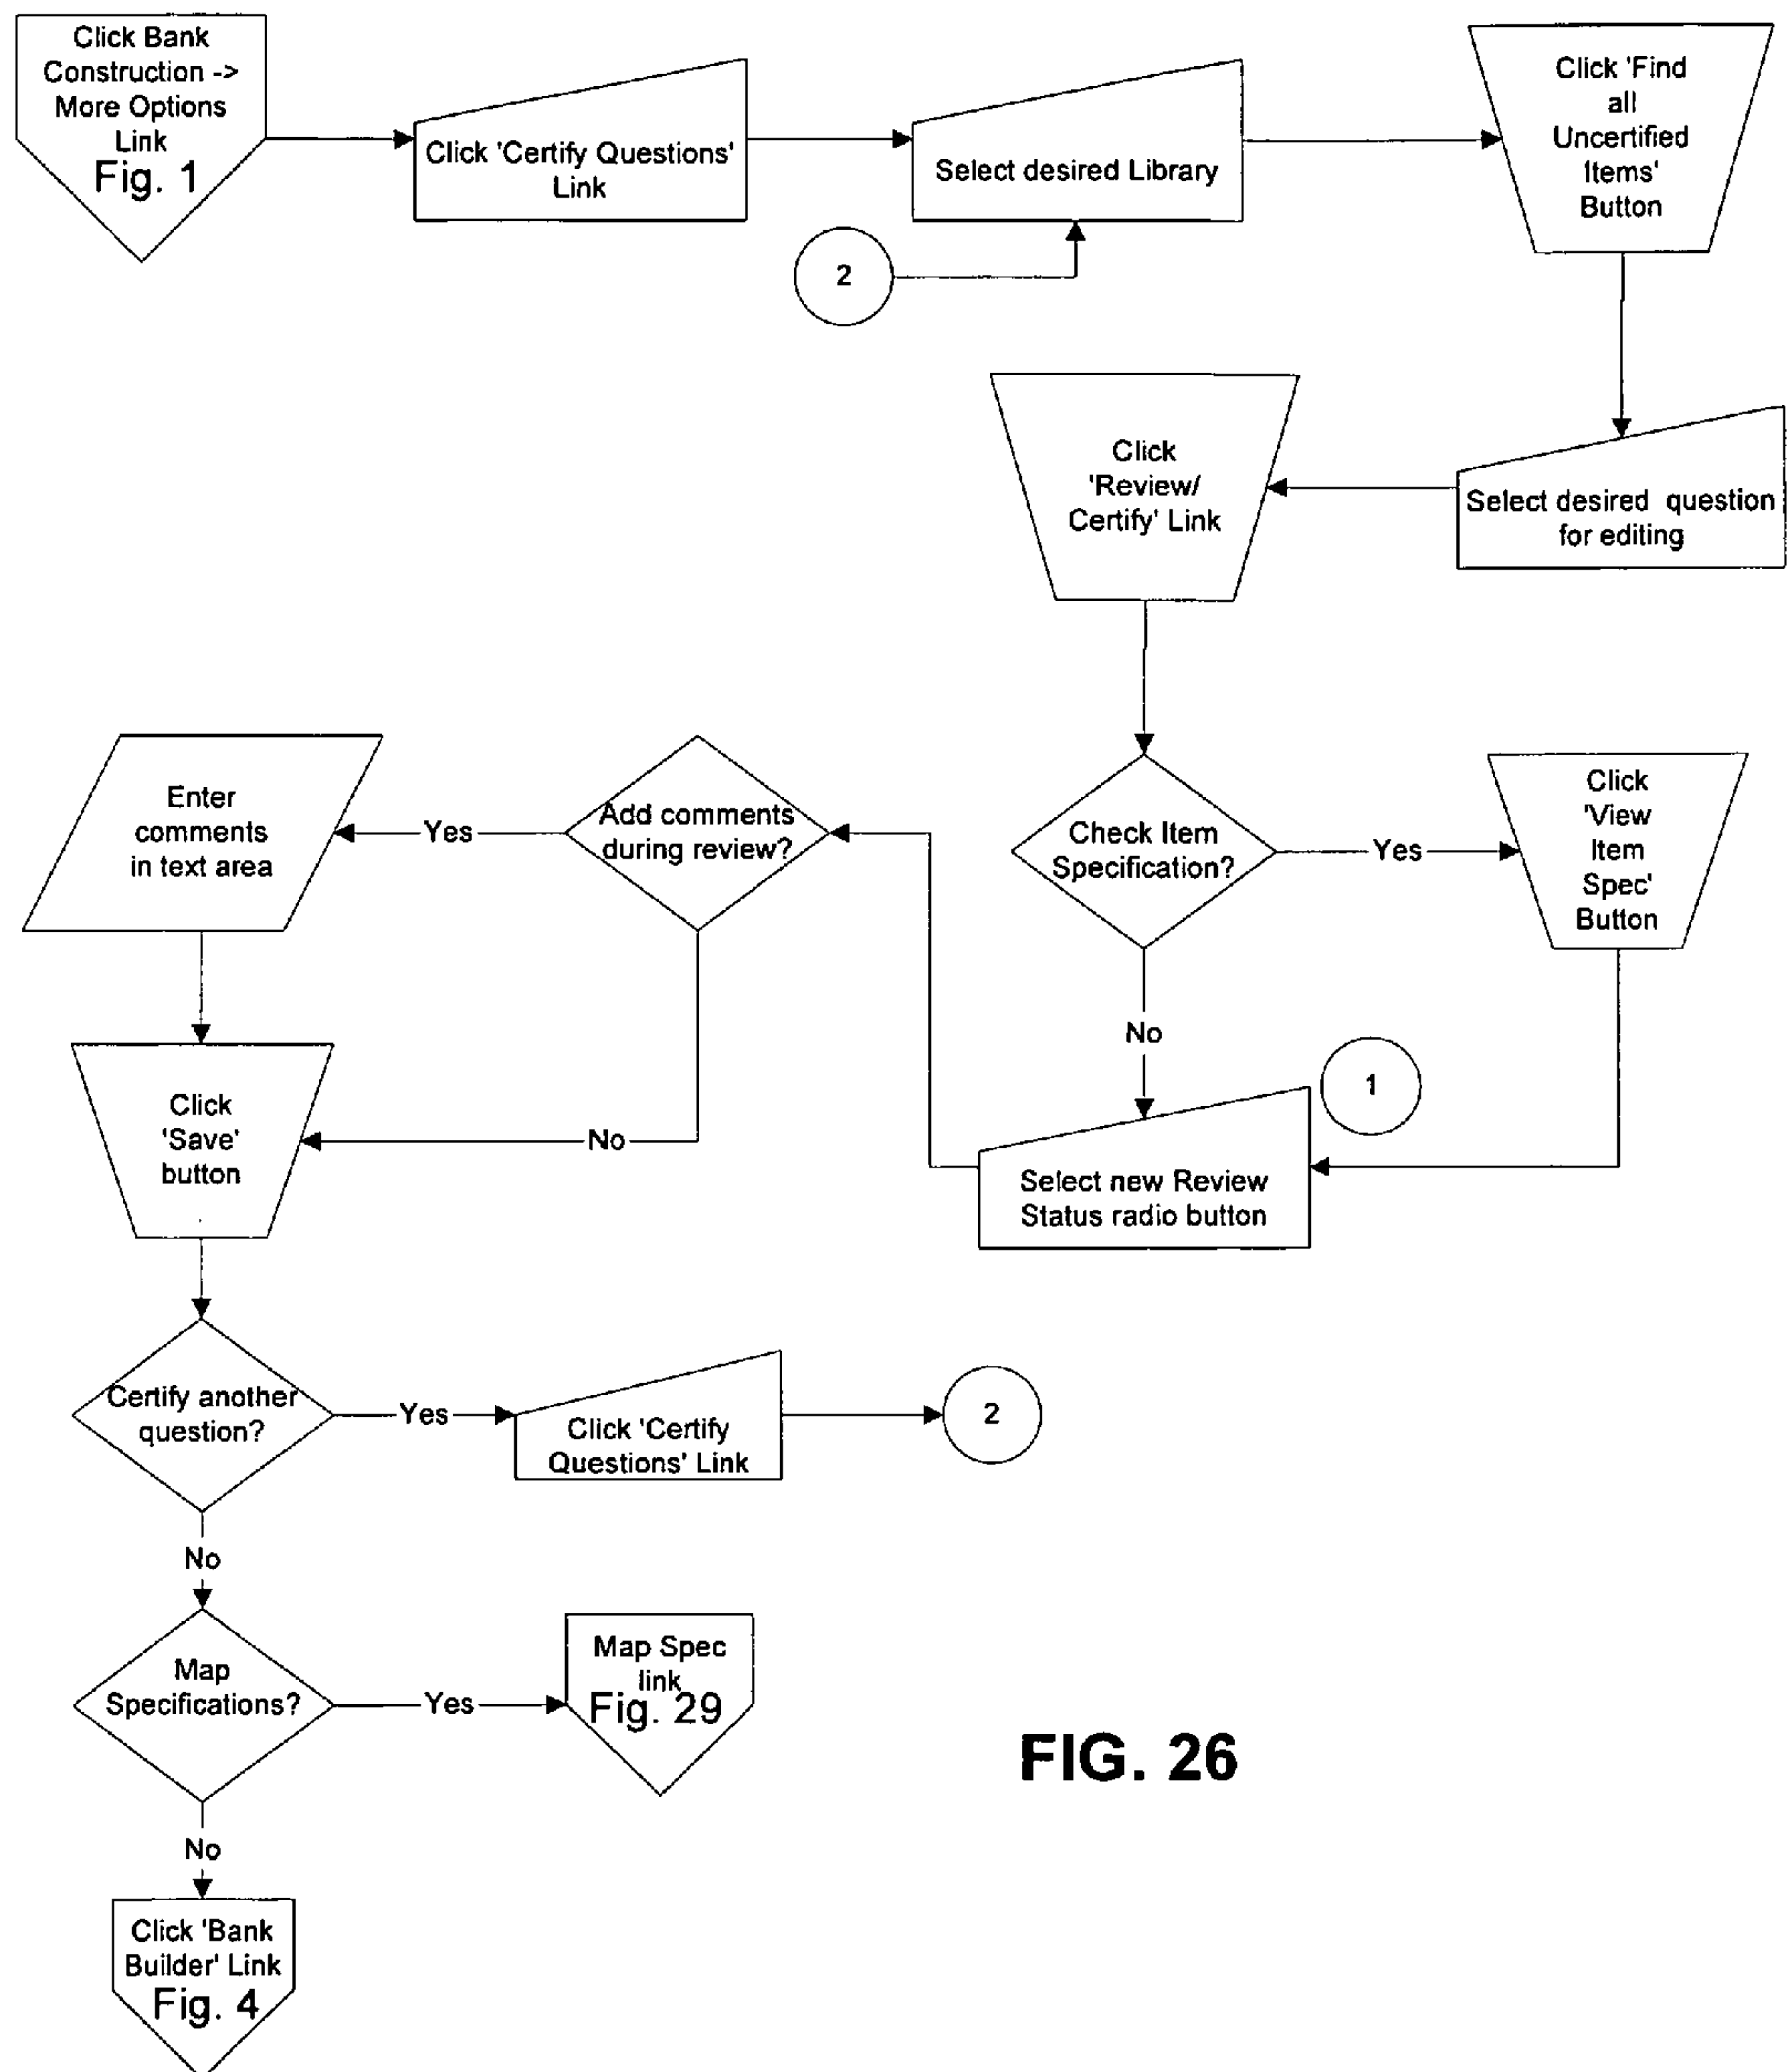 Click Bank
Construction ->
More Options
Link
Fig. 1
Click 'Certify Questions'
Link
Select desired Library
Click 'Find
all
Uncertified
Items'
Button
2
Click
'Review/
Certify' Link
Select desired question
for editing
Enter
comments
in text area
Yes
Add comments
during review?
Check Item
Specification?
Yes
Click
'View
Item
Spec'
Button
No
1
Click
'Save'
button
No
Select new Review
Status radio button
Certify another
question?
Yes
Click 'Certify
Questions' Link
2
No
Map
Specifications?
Yes
Map Spec
link
Fig. 29
FIG. 26
No
Click 'Bank
Builder' Link
Fig. 4